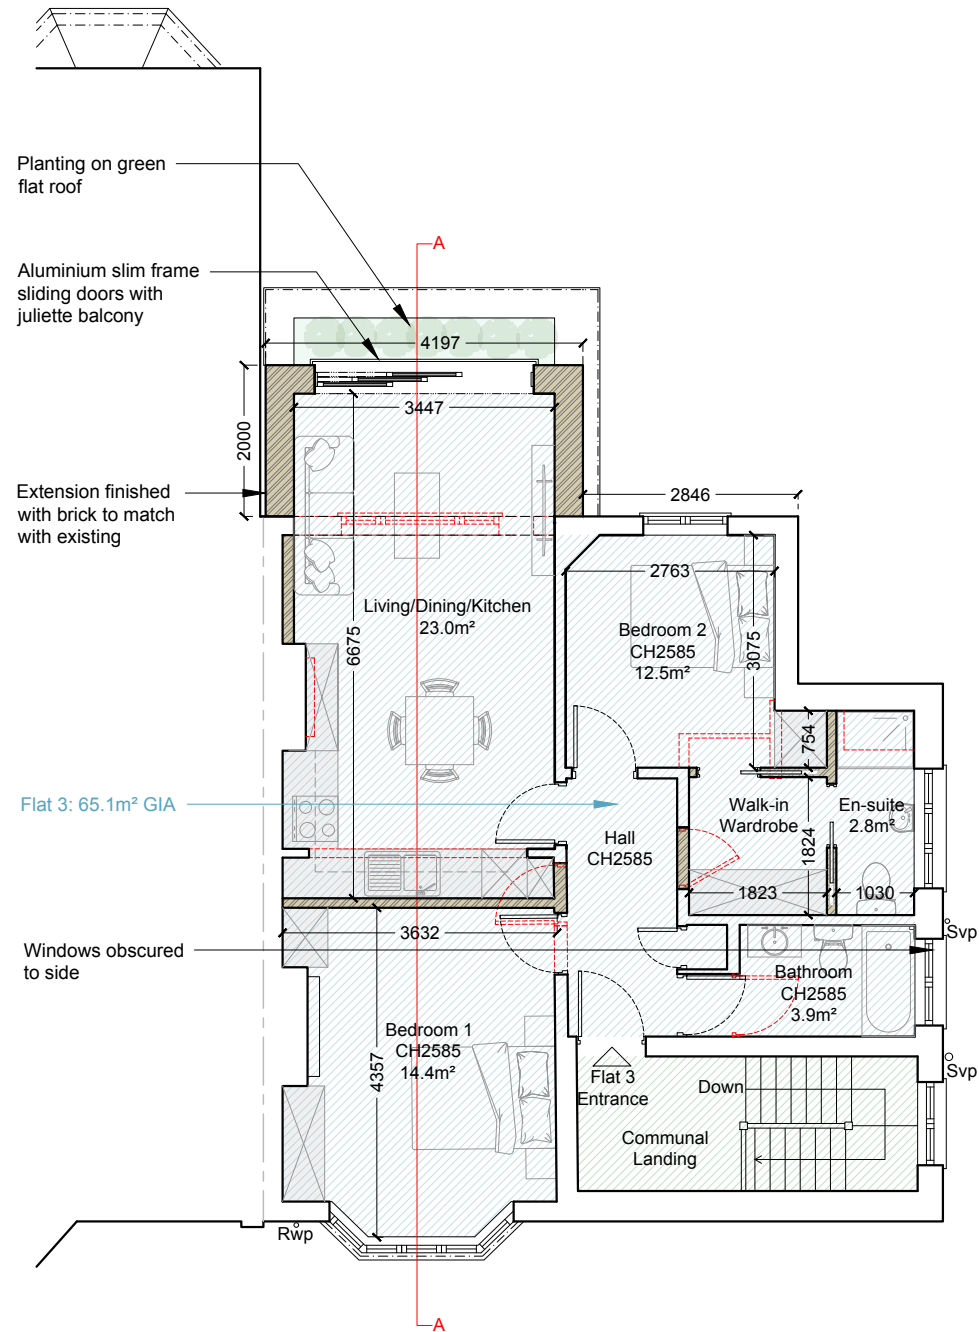 Planting on green
flat roof
A
Aluminium slim frame
sliding doors with
juliette balcony
4197
3447
2000
Extension finished
with brick to match
with existing
2846
2763
Living/Dining/Kitchen
23.0m²
6675
Bedroom 2
CH2585
12.5m²
3075
754
Flat 3: 65.1m² GIA
Hall
CH2585
Walk-in
Wardrobe
1824
En-suite
2.8m²
1823
1030
3632
Windows obscured
to side
Svp
Bathroom
CH2585
3.9m²
Bedroom 1
CH2585
14.4m²
4357
Flat 3
Entrance
Down
Svp
Communal
Landing
Rwp
A